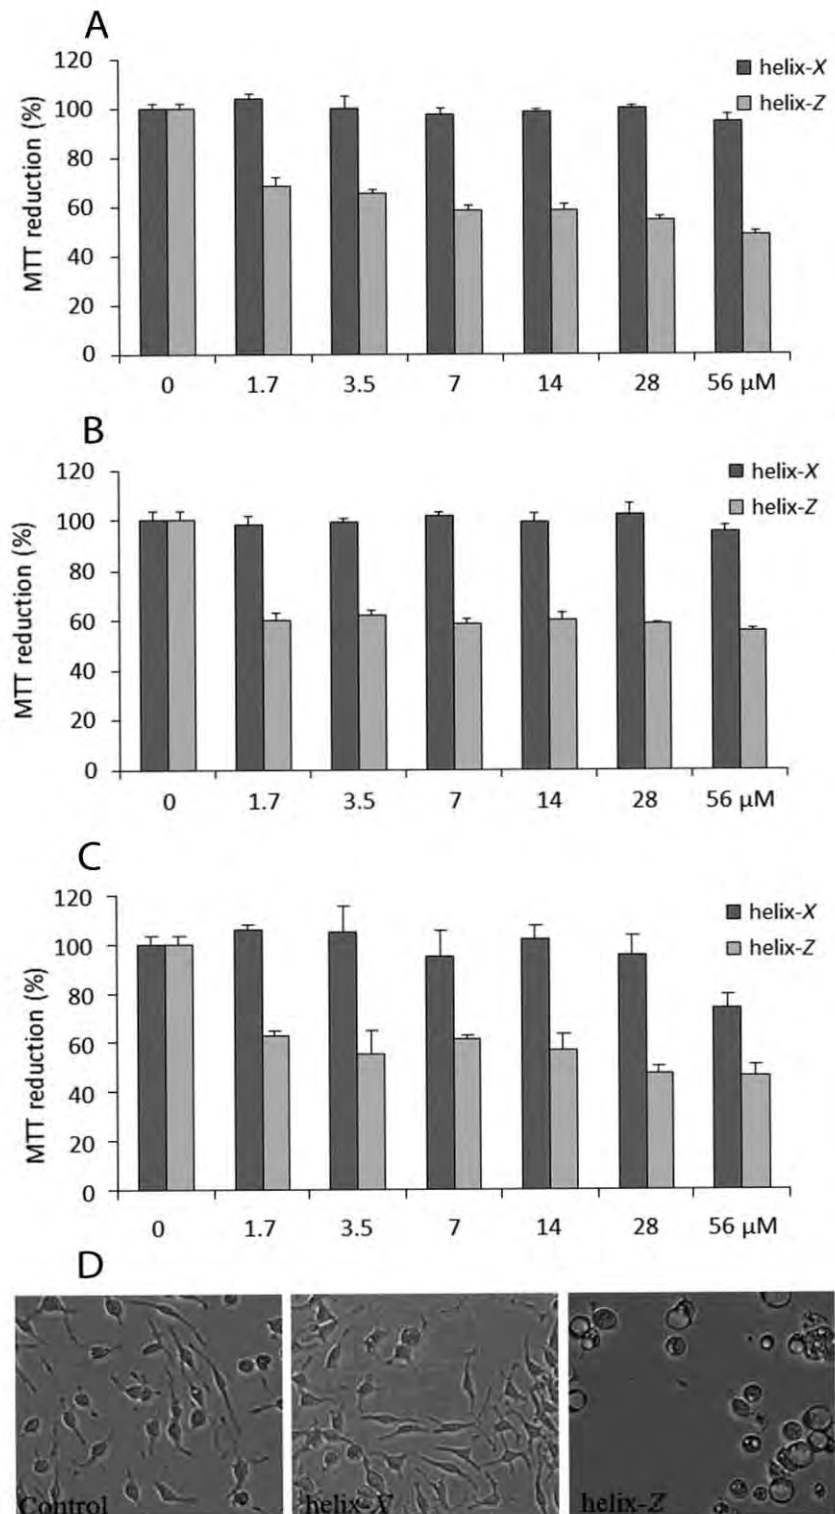 A
120
100
80
60
40
20
0
MTT reduction (%)
helix-X
helix-Z
0 1.7 3.5 7 14 28 56 µM
B
120
100
80
60
40
20
0
MTT reduction (%)
helix-X
helix-Z
0 1.7 3.5 7 14 28 56 µM
C
120
100
80
60
40
20
0
MTT reduction (%)
helix-X
helix-Z
0 1.7 3.5 7 14 28 56 µM
D
Control helix-X helix-Z